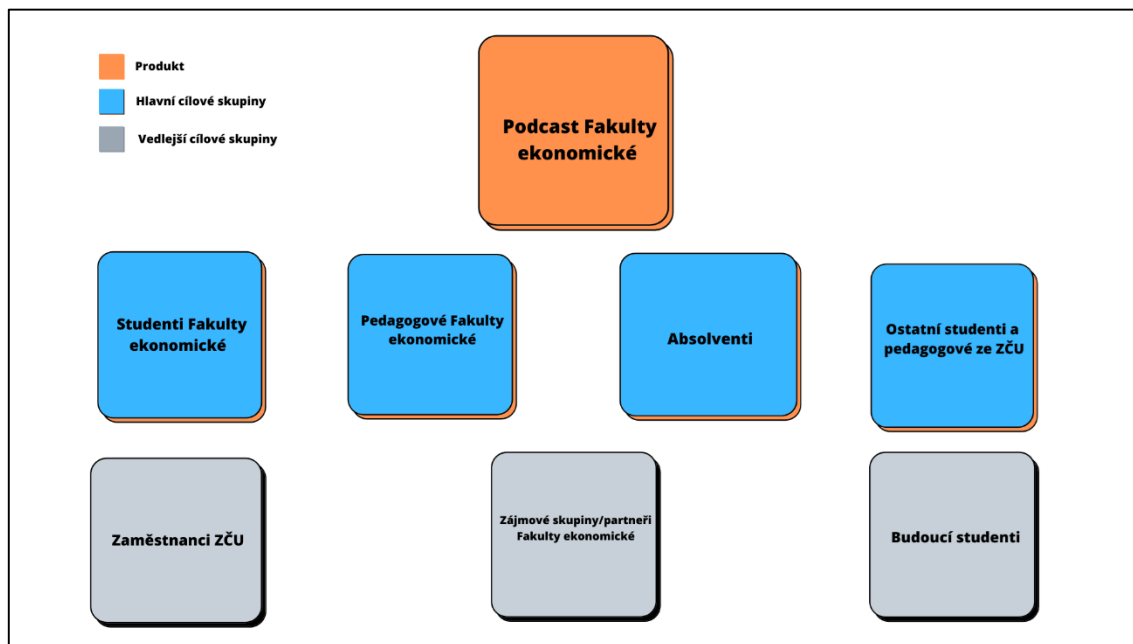 Produkt
Hlavní cílové skupiny
Vedlejší cílové skupiny
Podcast Fakulty
ekonomické
Studenti Fakulty
ekonomické
Pedagogové Fakulty
ekonomické
Absolventi
Ostatní studenti a
pedagogové ze ZČU
Zaměstnanci ZČU
Zájmové skupiny/partneři
Fakulty ekonomické
Budoucí studenti